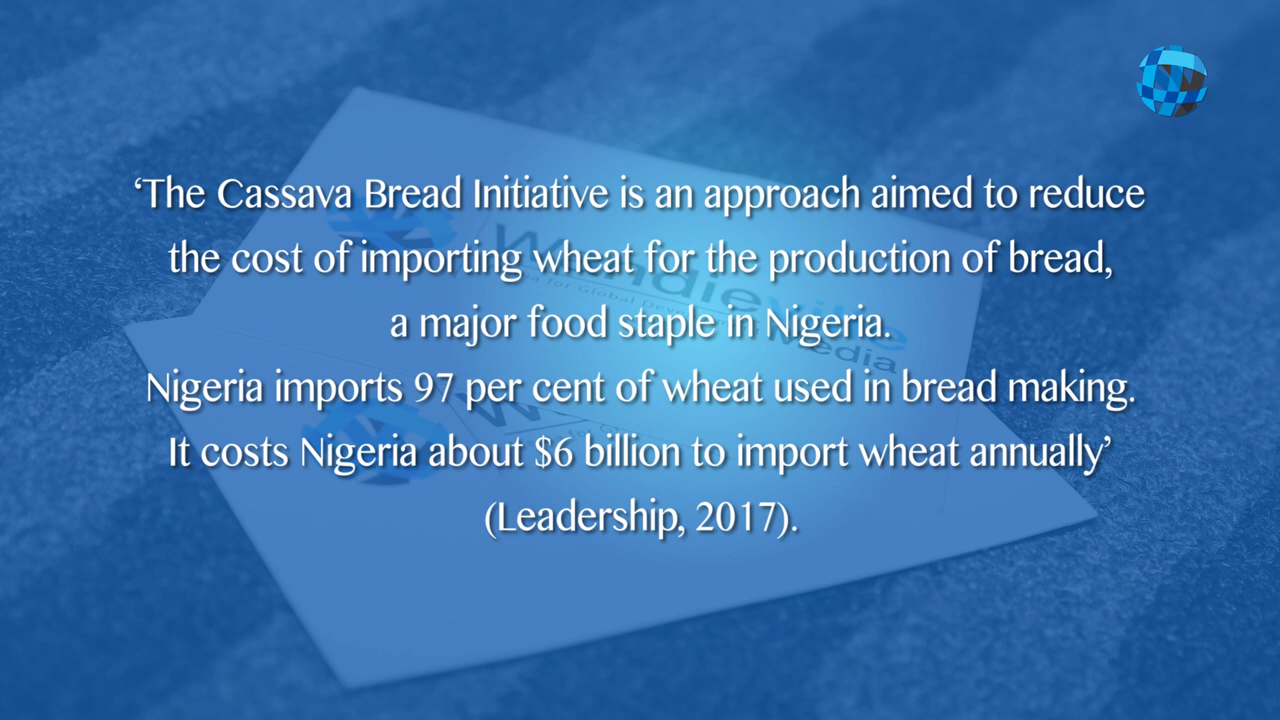 ‘The Cassava Bread Initiative is an approach aimed to reduce
the cost of importing wheat for the production of bread,
a major food staple in Nigeria.
Nigeria imports 97 per cent of wheat used in bread making.
It costs Nigeria about $6 billion to import wheat annually’
(Leadership, 2017).